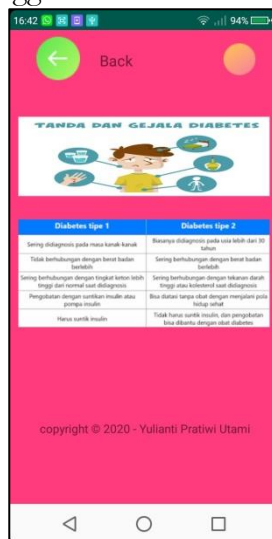 gg
16:42
94%
Back
TANDA DAN GEJALA DIABETES
Diabetes tipe 1 Diabetes tipe 2
Sering didiagnosis pada masa kanak-kanak
Biasanya didiagnosis pada usia lebih dari 30
tahun
Tidak berhubungan dengan berat badan
berlebih
Sering berhubungan dengan berat badan
berlebih
Sering berhubungan dengan tingkat keton lebih
tinggi dari normal saat didiagnosis
Sering berhubungan dengan tekanan darah
tinggi atau kolesterol saat didiagnosis
Pengobatan dengan suntikan insulin atau
pompa insulin
Bisa diatasi tanpa obat dengan menjalani pola
hidup sehat
Harus suntik insulin
Tidak harus suntik insulin, dan pengobatan
bisa dibantu dengan obat diabetes
copyright © 2020 - Yulianti Pratiwi Utami